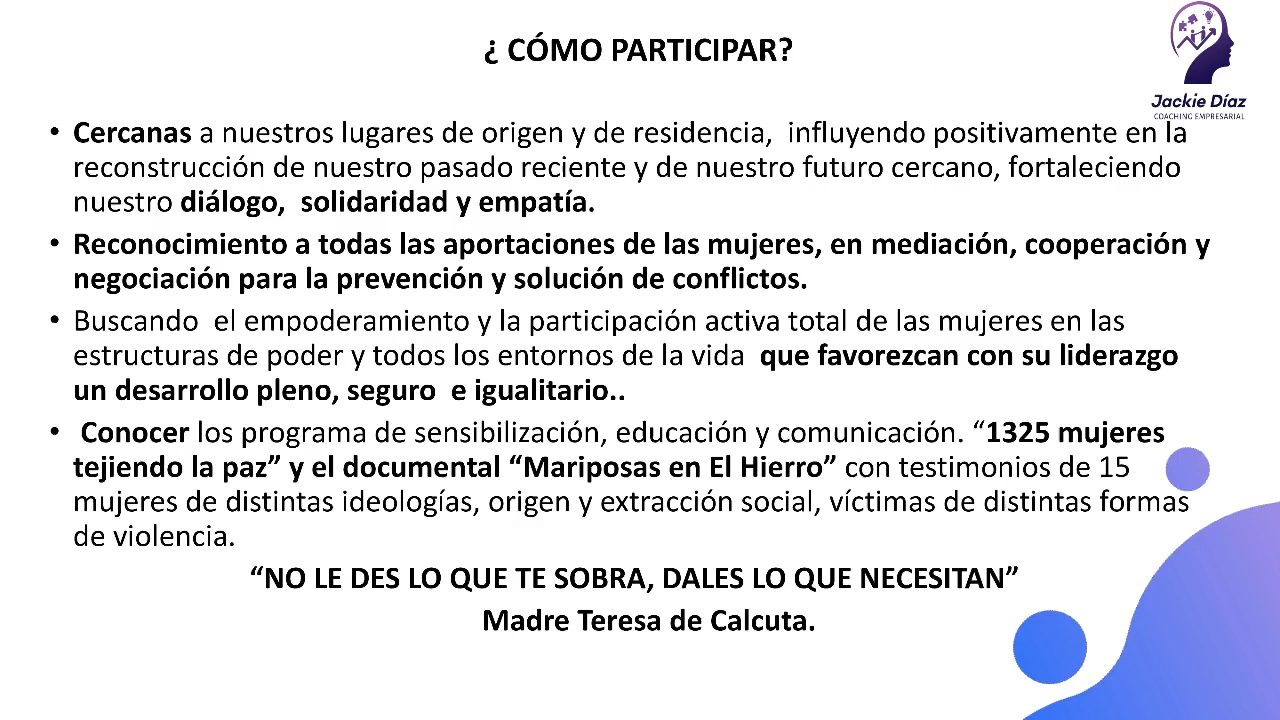 ¿ CÓMO PARTICIPAR?
Jackie Díaz
COACHING EMPRESARIAL
• Cercanas a nuestros lugares de origen y de residencia, influyendo positivamente en la
reconstrucción de nuestro pasado reciente y de nuestro futuro cercano, fortaleciendo
nuestro diálogo, solidaridad y empatía.
• Reconocimiento a todas las aportaciones de las mujeres, en mediación, cooperación y
negociación para la prevención y solución de conflictos.
• Buscando el empoderamiento y la participación activa total de las mujeres en las
estructuras de poder y todos los entornos de la vida que favorezcan con su liderazgo
un desarrollo pleno, seguro e igualitario..
• Conocer los programa de sensibilización, educación y comunicación. “1325 mujeres
tejiendo la paz” y el documental “Mariposas en El Hierro” con testimonios de 15
mujeres de distintas ideologías, origen y extracción social, víctimas de distintas formas
de violencia.
“NO LE DES LO QUE TE SOBRA, DALES LO QUE NECESITAN”
Madre Teresa de Calcuta.